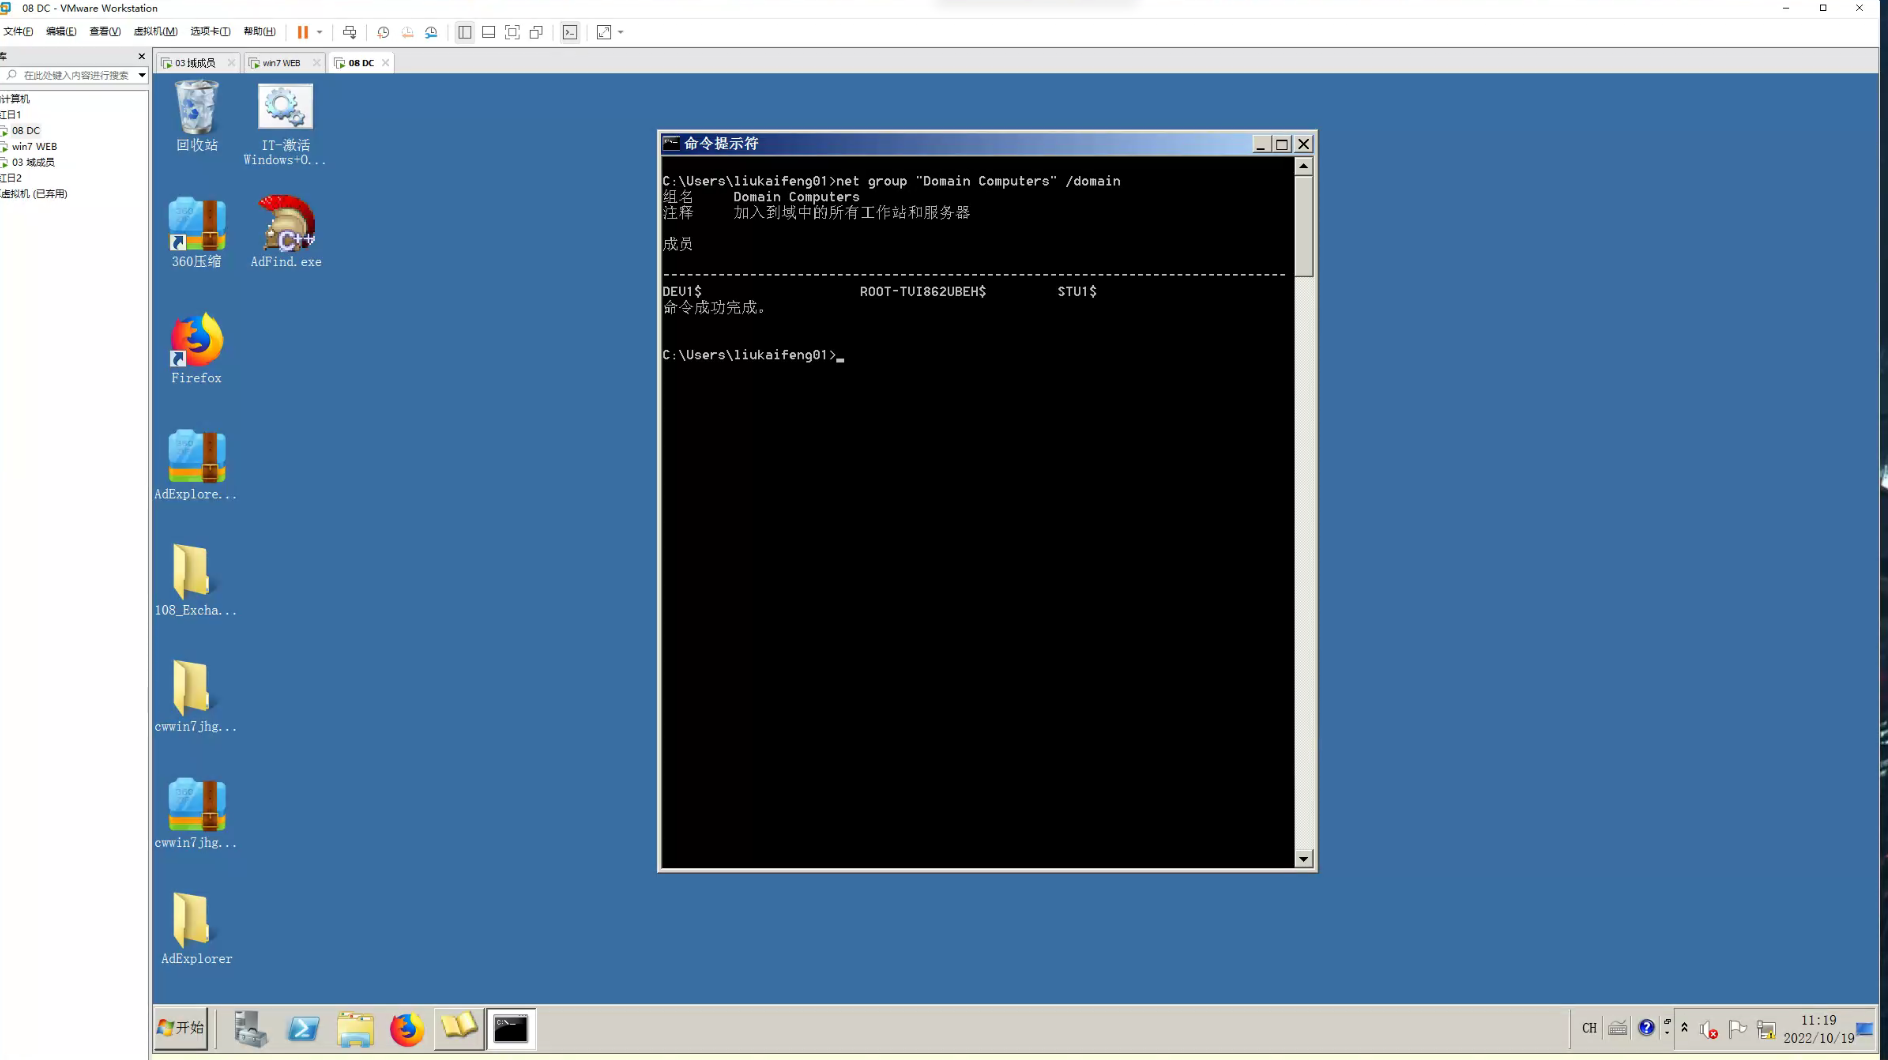 08 DC - VMware Workstation
文件(F) 编辑(E) 查看(V) 虚拟机(M) 选项卡(T) 帮助(H)
库
在此处键入内容进行搜索
计算机
红日1
08 DC
win7 WEB
03 域成员
红日2
虚拟机 (已弃用)
03 域成员
win7 WEB
08 DC
回收站
IT-激活
Windows+O...
360压缩
AdFind.exe
Firefox
AdExplore...
108_Excha...
cwwin7jhg...
cwwin7jhg...
AdExplorer
命令提示符
C:\Users\liukaifeng01>net group "Domain Computers" /domain
组名 Domain Computers
注释 加入到域中的所有工作站和服务器
成员
-------------------------------------------------------------------------------
DEV1$ ROOT-TVI862UBEH$ STU1$
命令成功完成。
C:\Users\liukaifeng01>_
开始
CH
11:19
2022/10/19